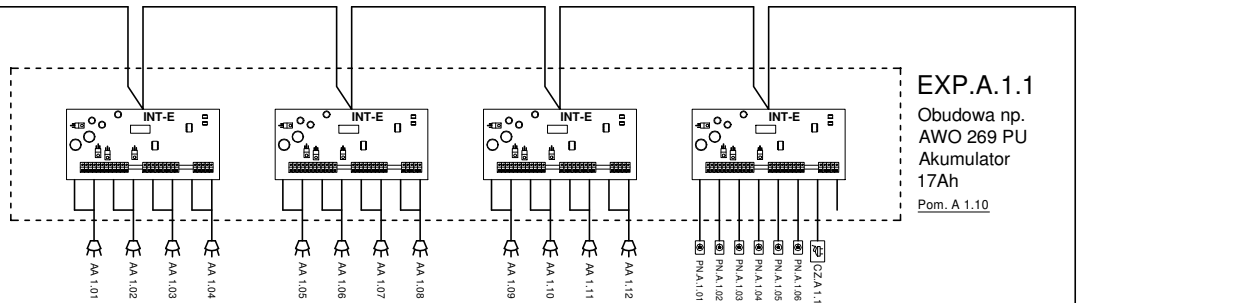 INT-E
INT-E
INT-E
INT-E
EXP.A.1.1
Obudowa np.
AWO 269 PU
Akumulator
17Ah
Pom. A 1.10
AA 1.01
AA 1.02
AA 1.03
AA 1.04
AA 1.05
AA 1.06
AA 1.07
AA 1.08
AA 1.09
AA 1.10
AA 1.11
AA 1.12
PN.A.1.01
PN.A.1.02
PN.A.1.03
PN.A.1.04
PN.A.1.05
PN.A.1.06
CZ.A 1.1